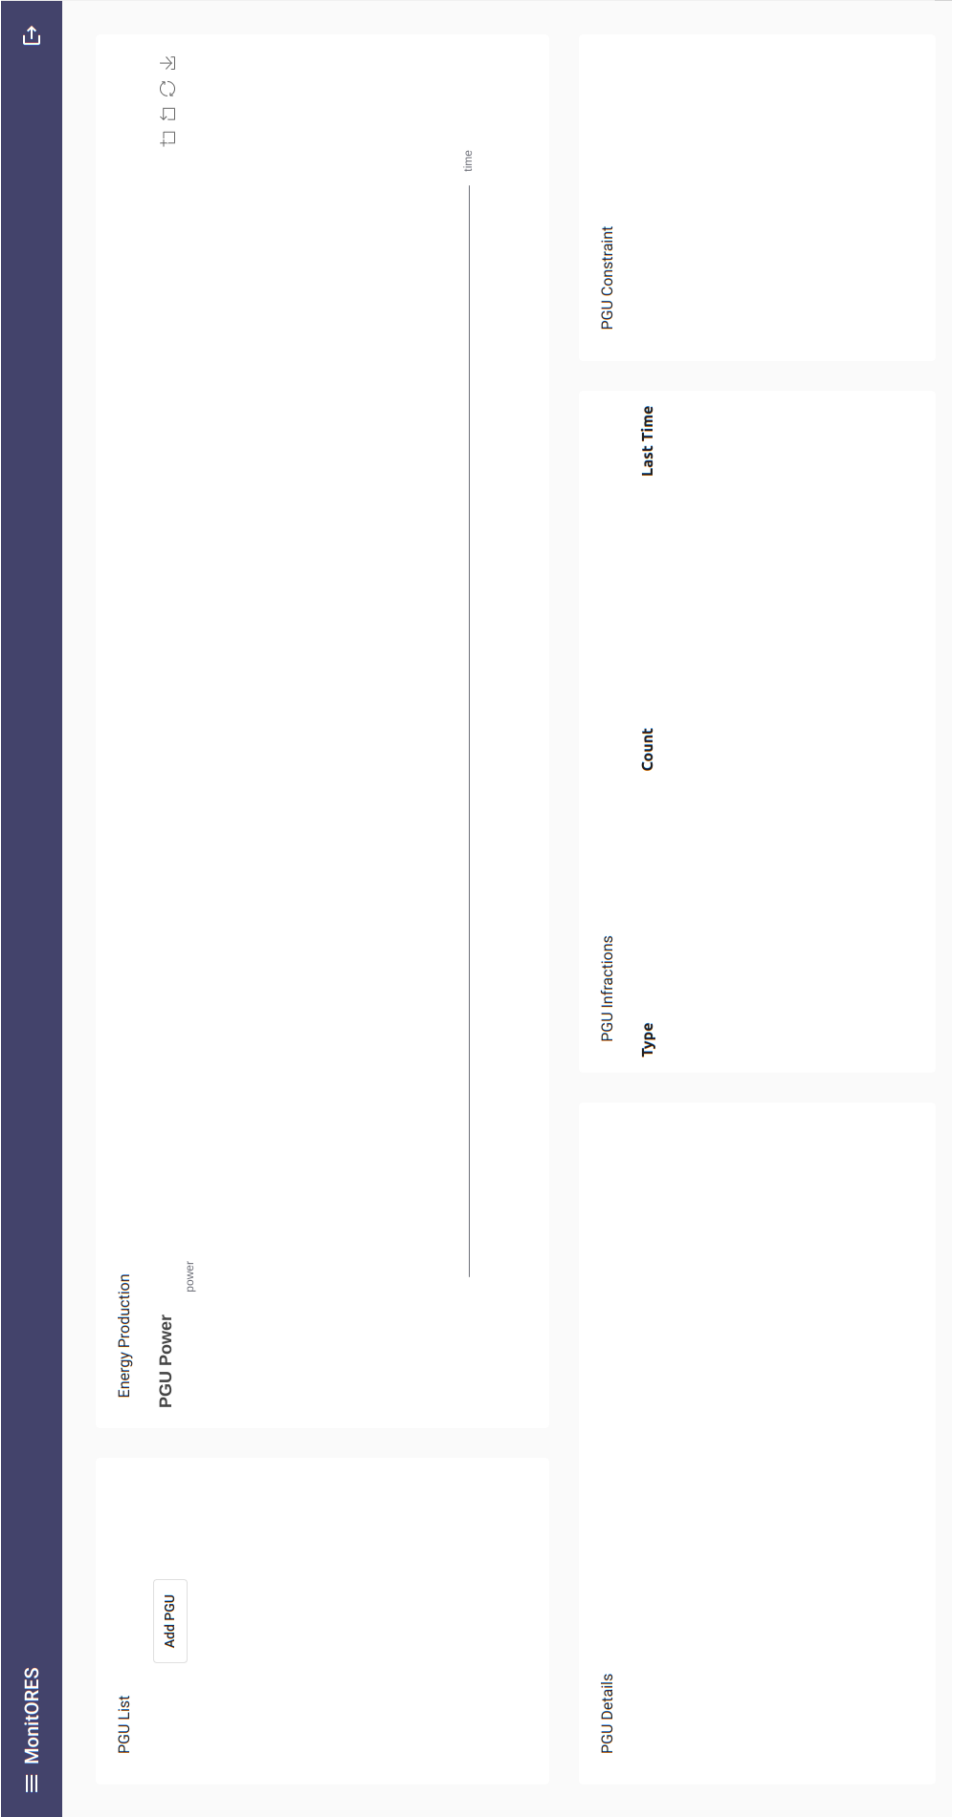 MonitORES
PGU List
Add PGU
Energy Production
PGU Power
power
time
PGU Details
PGU Infractions
Type Count Last Time
PGU Constraint